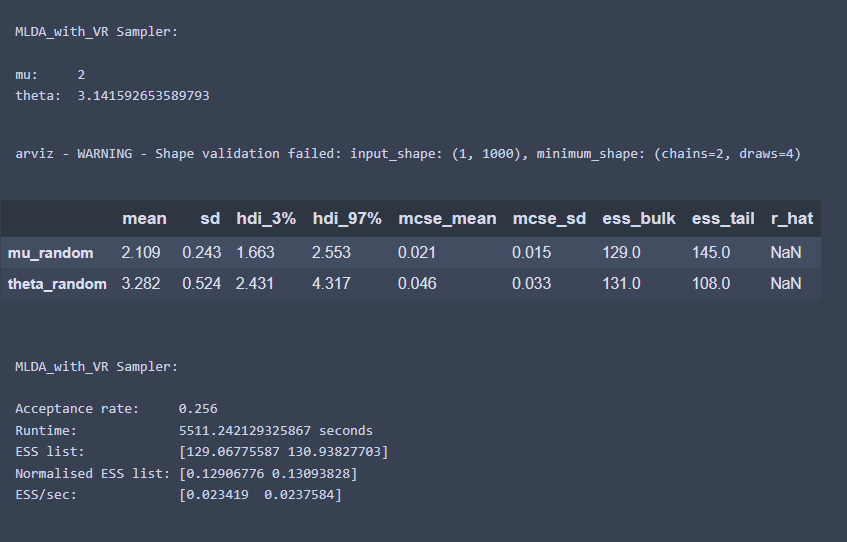 MLDA_with_VR Sampler:
mu: 2
theta: 3.141592653589793
arviz - WARNING - Shape validation failed: input_shape: (1, 1000), minimum_shape: (chains=2, draws=4)
mean sd hdi_3% hdi_97% mcse_mean mcse_sd ess_bulk ess_tail r_hat
mu_random 2.109 0.243 1.663 2.553 0.021 0.015 129.0 145.0 NaN
theta_random 3.282 0.524 2.431 4.317 0.046 0.033 131.0 108.0 NaN
MLDA_with_VR Sampler:
Acceptance rate: 0.256
Runtime: 5511.242129325867 seconds
ESS list: [129.06775587 130.93827703]
Normalised ESS list: [0.12906776 0.13093828]
ESS/sec: [0.023419 0.0237584]